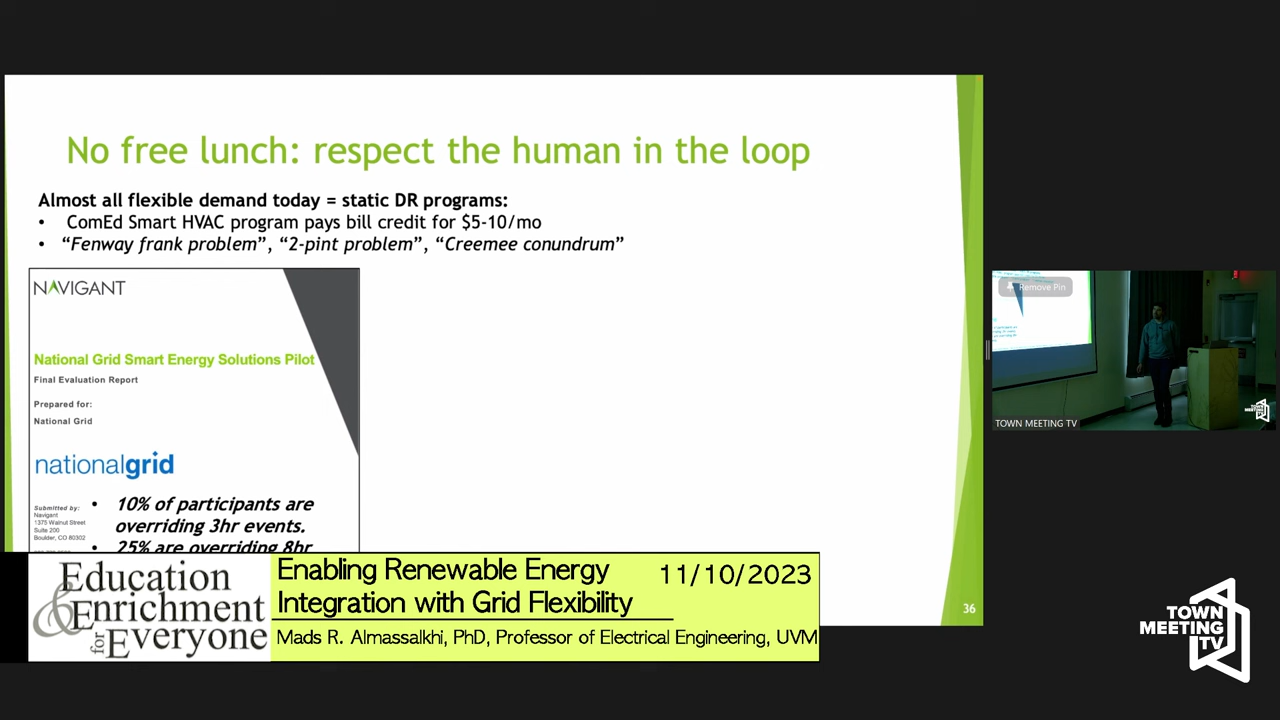 No free lunch: respect the human in the loop
Almost all flexible demand today = static DR programs:
• ComEd Smart HVAC program pays bill credit for $5-10/mo
• “Fenway frank problem”, “2-pint problem”, “Creemee conundrum”
NAVIGANT
National Grid Smart Energy Solutions Pilot
Final Evaluation Report
Prepared for:
National Grid
nationalgrid
Submitted by:
Navigant
1375 Walnut Street
Suite 200
Boulder, CO 80302
• 10% of participants are
overriding 3hr events.
• 25% are overriding 8hr
36
Remove Pin
TOWN MEETING TV
TOWN
MEETING
TV
Education
& Enrichment
for Everyone
Enabling Renewable Energy
Integration with Grid Flexibility
11/10/2023
Mads R. Almassalkhi, PhD, Professor of Electrical Engineering, UVM
TOWN
MEETING
TV